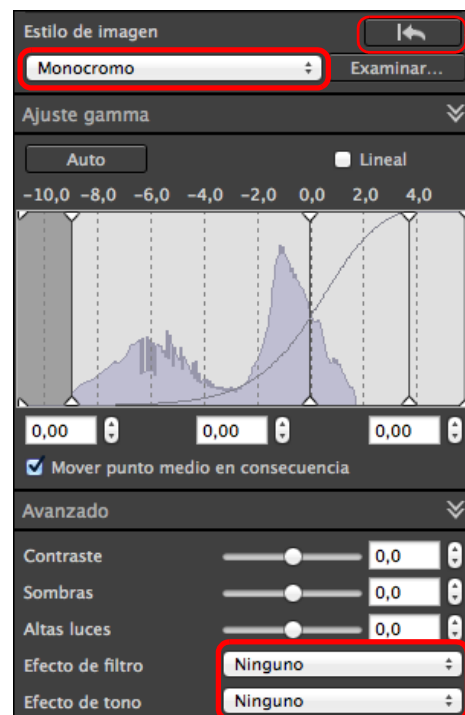 Estilo de imagen
Monocromo Examinar...
Ajuste gamma
Auto Lineal
-10,0 -8,0 -6,0 -4,0 -2,0 0,0 2,0 4,0
0,00 0,00 0,00
Mover punto medio en consecuencia
Avanzado
Contraste 0,0
Sombras 0,0
Altas luces 0,0
Efecto de filtro Ninguno
Efecto de tono Ninguno